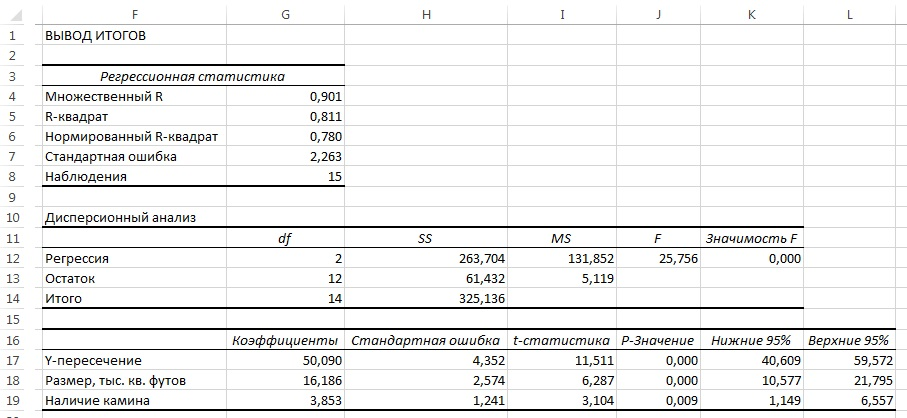 F G H I J K L
1 ВЫВОД ИТОГОВ
2
3 Регрессионная статистика
4 Множественный R 0,901
5 R-квадрат 0,811
6 Нормированный R-квадрат 0,780
7 Стандартная ошибка 2,263
8 Наблюдения 15
9
10 Дисперсионный анализ
11 df SS MS F Значимость F
12 Регрессия 2 263,704 131,852 25,756 0,000
13 Остаток 12 61,432 5,119
14 Итого 14 325,136
15
16 Коэффициенты Стандартная ошибка t-статистика P-Значение Нижние 95% Верхние 95%
17 Y-пересечение 50,090 4,352 11,511 0,000 40,609 59,572
18 Размер, тыс. кв. футов 16,186 2,574 6,287 0,000 10,577 21,795
19 Наличие камина 3,853 1,241 3,104 0,009 1,149 6,557